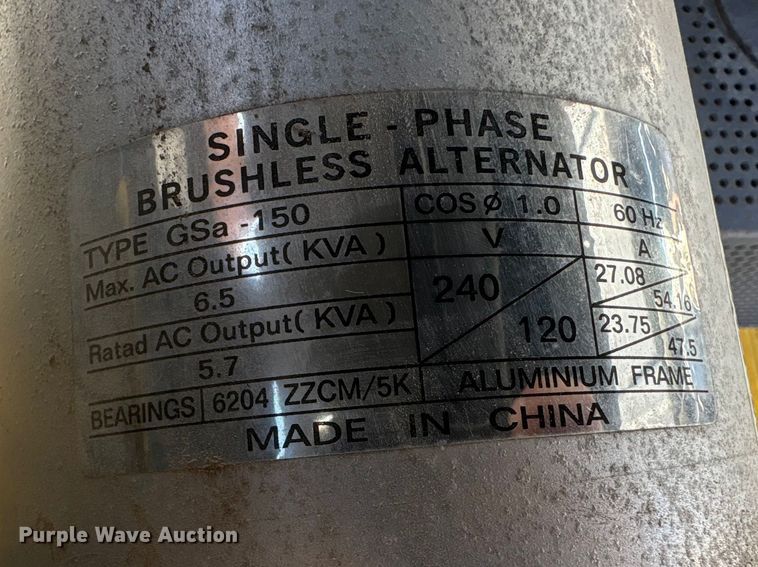 SINGLE - PHASE
BRUSHLESS ALTERNATOR
TYPE GSa -150 COS ø 1.0 60 Hz
Max. AC Output( KVA) V A
6.5 240 27.08 54.16
Ratad AC Output( KVA) 120 23.75
5.7 47.5
BEARINGS 6204 ZZCM/5K ALUMINIUM FRAME
MADE IN CHINA
Purple Wave Auction